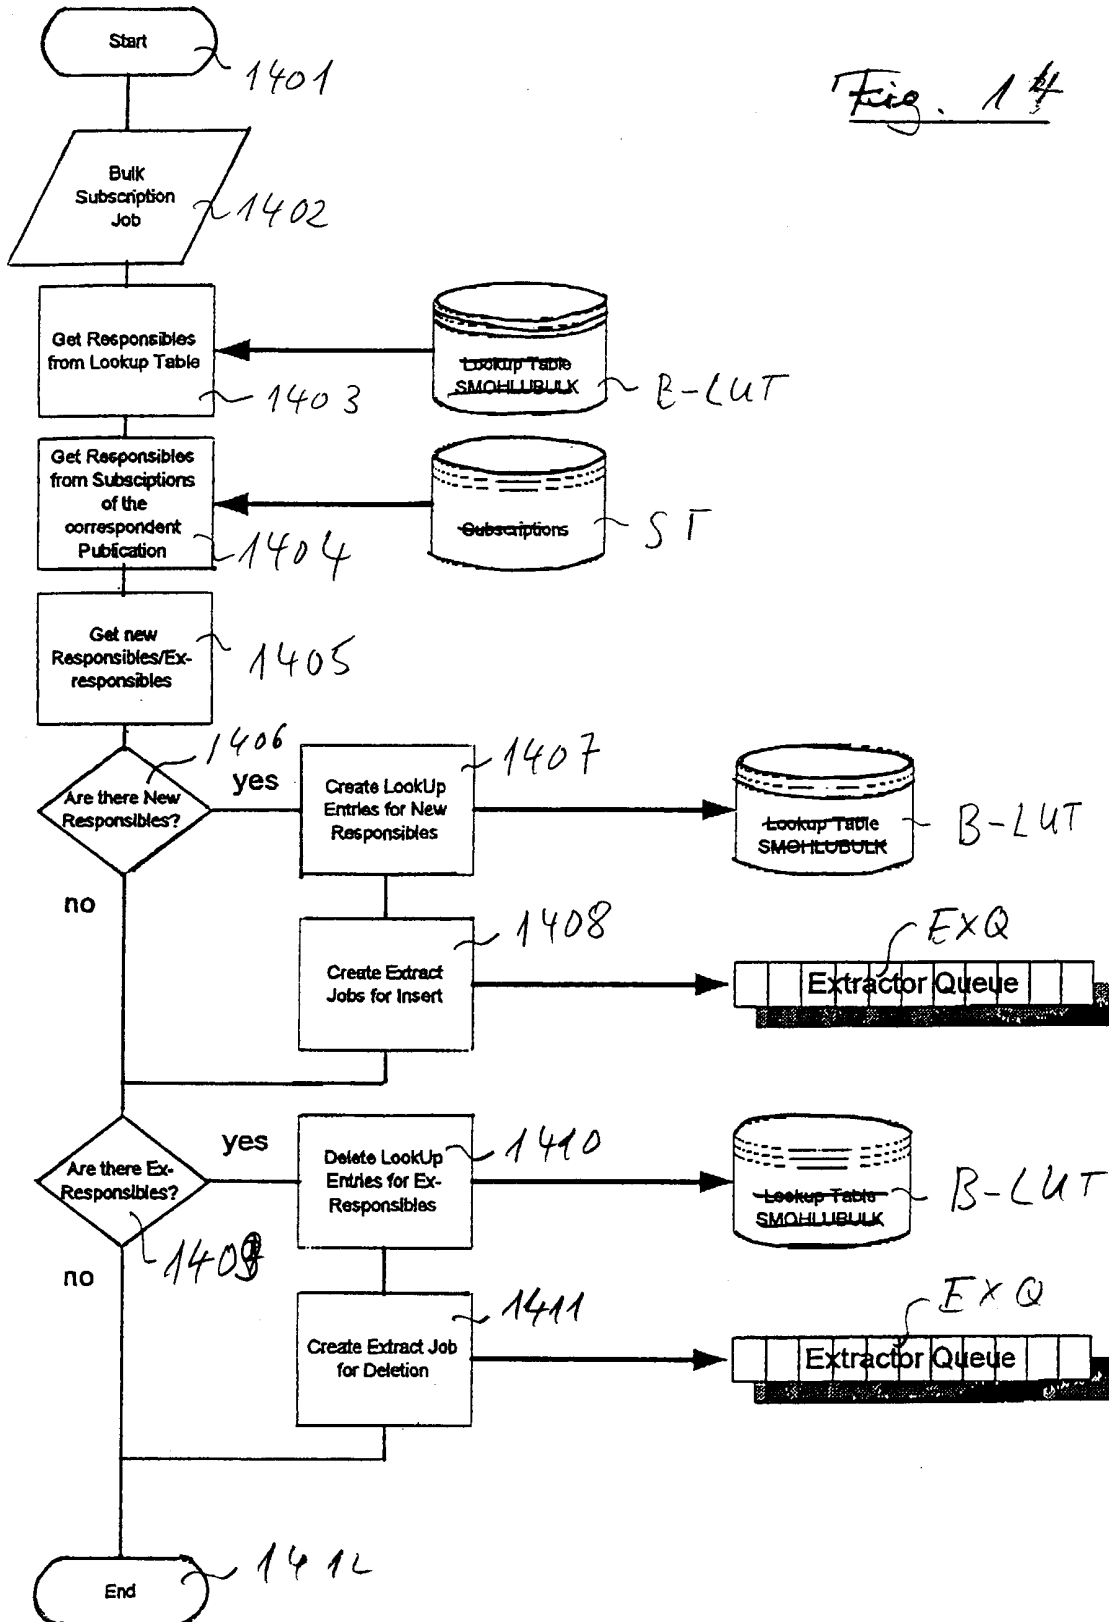 Start
1401
Fig. 14
Bulk
Subscription
Job
1402
Get Responsibles
from Lookup Table
1403
Lookup Table
SMOHLUBULK
B-LUT
Get Responsibles
from Subsciptions
of the
correspondent
Publication
1404
Subscriptions
ST
Get new
Responsibles/Ex-
responsibles
1405
1406
Are there New
Responsibles?
yes
no
Create LookUp
Entries for New
Responsibles
1407
Lookup Table
SMOHLUBULK
B-LUT
Create Extract
Jobs for Insert
1408
EXQ
Extractor Queue
Are there Ex-
Responsibles?
yes
1409
no
Delete LookUp
Entries for Ex-
Responsibles
1410
Lookup Table
SMOHLUBULK
B-LUT
Create Extract Job
for Deletion
1411
EXQ
Extractor Queue
End
1412